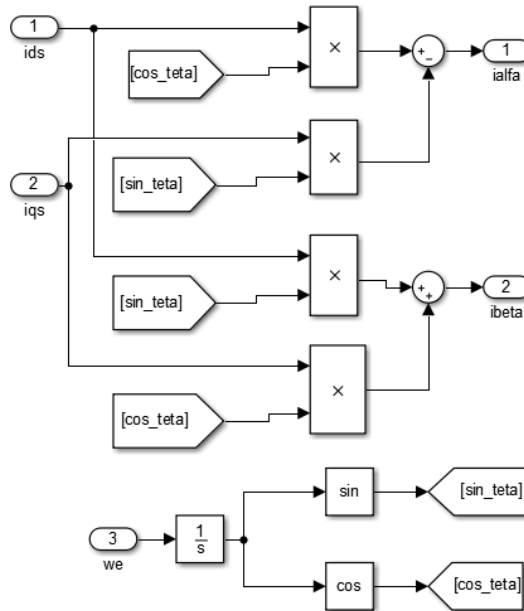 1
ids
[cos_teta]
×
+
−
1
ialfa
2
iqs
[sin_teta]
×
[sin_teta]
×
+
+
2
ibeta
[cos_teta]
×
sin
[sin_teta]
3
we
1
s
cos
[cos_teta]